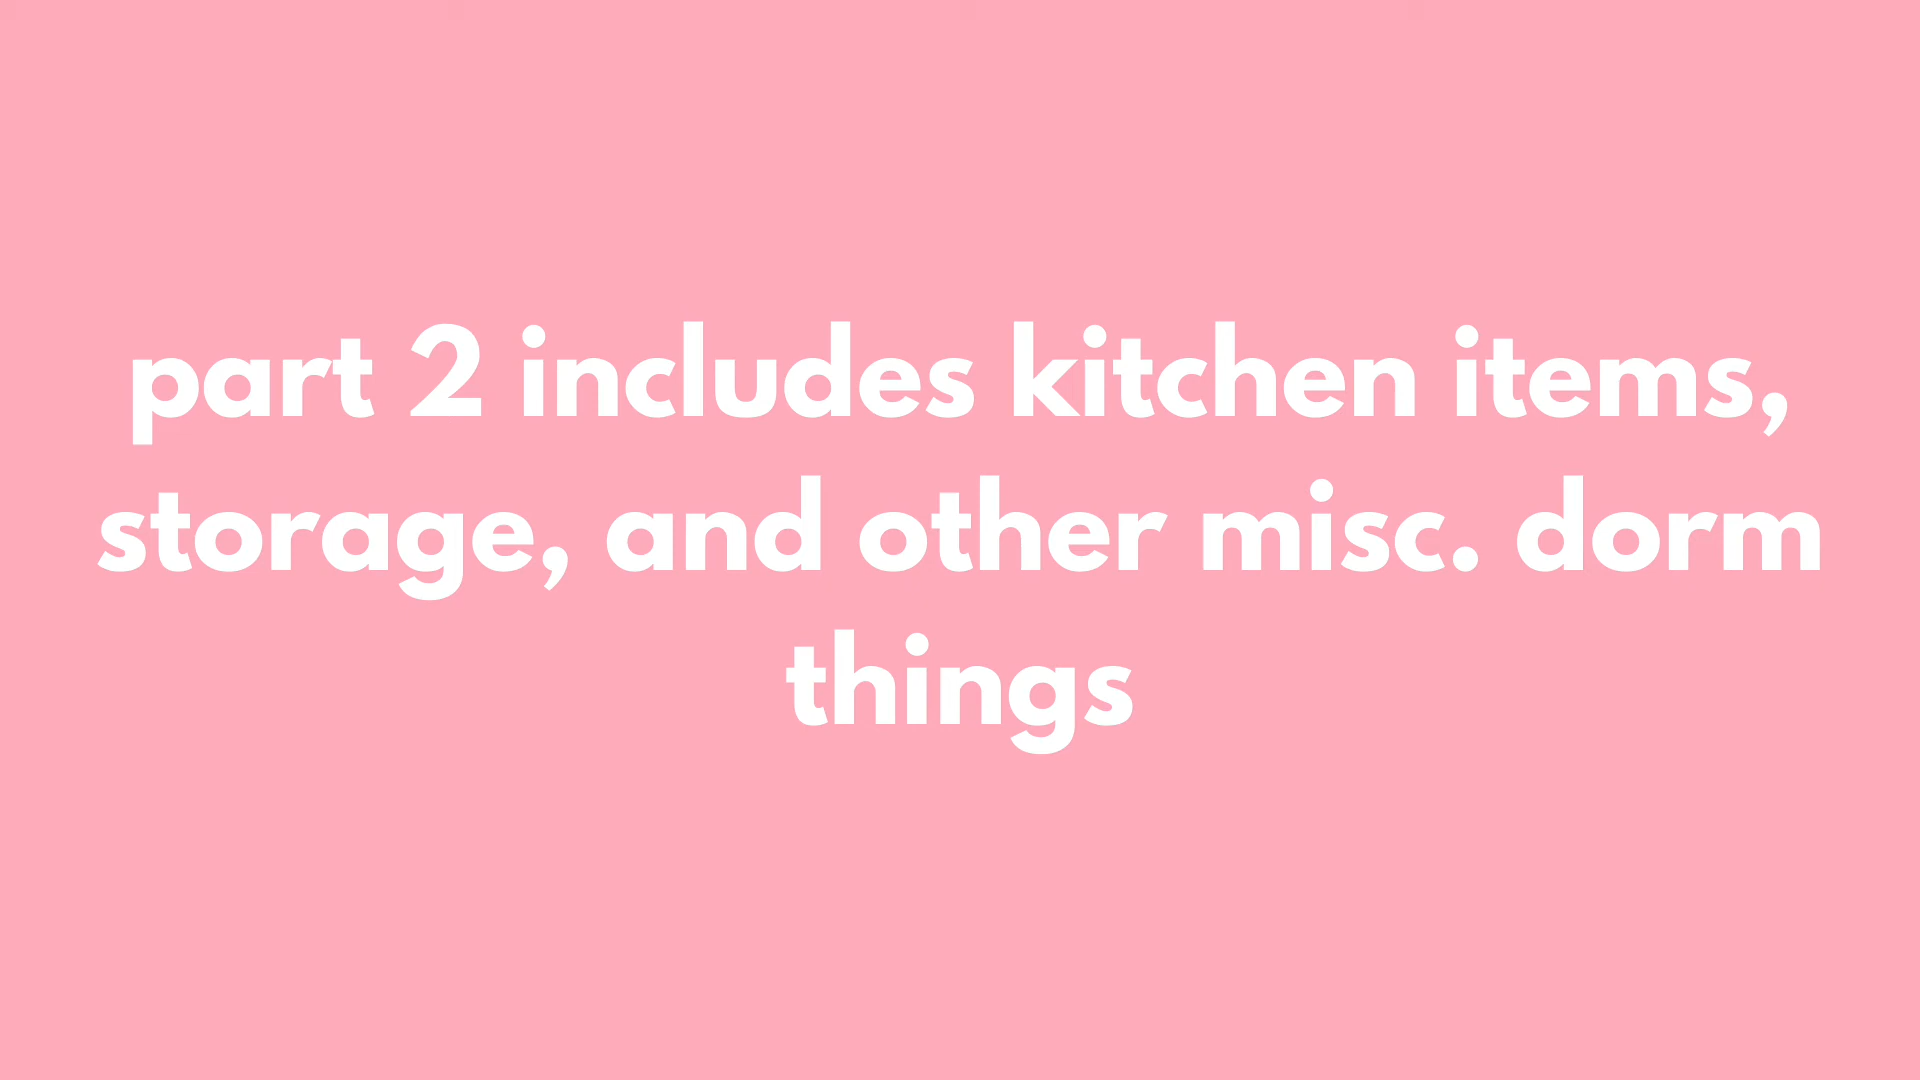 part 2 includes kitchen items,
storage, and other misc. dorm
things